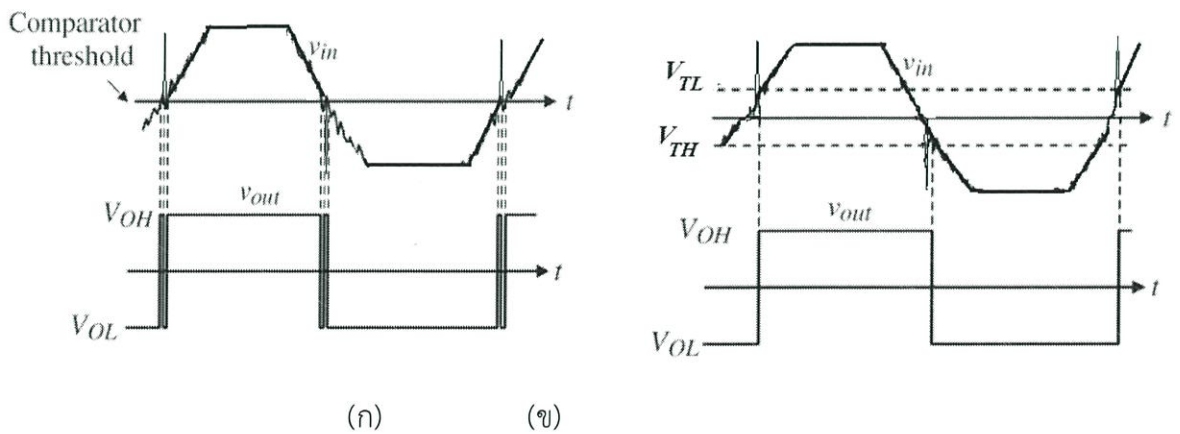 Comparator
threshold
v_in
t
V_OH
v_out
t
V_OL
V_TL
v_in
t
V_TH
V_OH
v_out
t
V_OL
(ก) (ข)